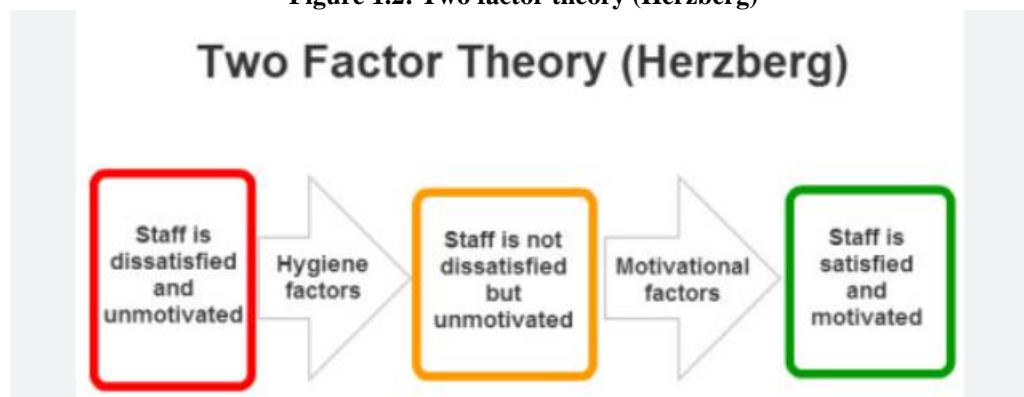 Figure 1.2: Two factor theory (Herzberg)
Two Factor Theory (Herzberg)
Staff is
dissatisfied
and
unmotivated
Hygiene
factors
Staff is not
dissatisfied
but
unmotivated
Motivational
factors
Staff is
satisfied
and
motivated